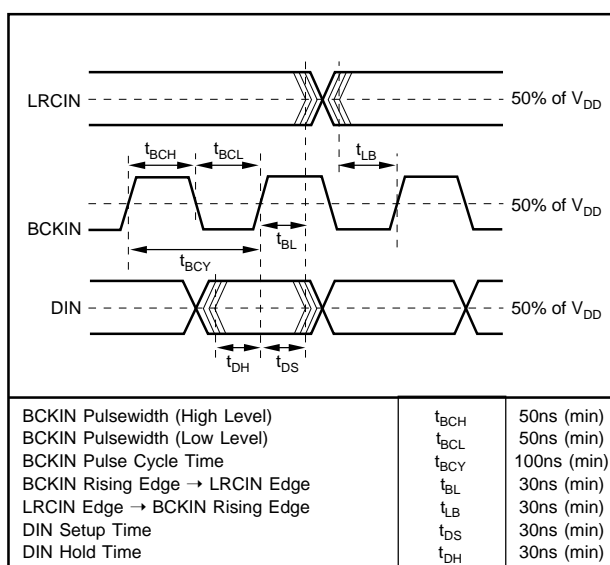 LRCIN
50% of VDD
tBCH
tBCL
tLB
BCKIN
50% of VDD
tBL
tBCY
DIN
50% of VDD
tDH
tDS
BCKIN Pulsewidth (High Level) tBCH 50ns (min)
BCKIN Pulsewidth (Low Level) tBCL 50ns (min)
BCKIN Pulse Cycle Time tBCY 100ns (min)
BCKIN Rising Edge → LRCIN Edge tBL 30ns (min)
LRCIN Edge → BCKIN Rising Edge tLB 30ns (min)
DIN Setup Time tDS 30ns (min)
DIN Hold Time tDH 30ns (min)